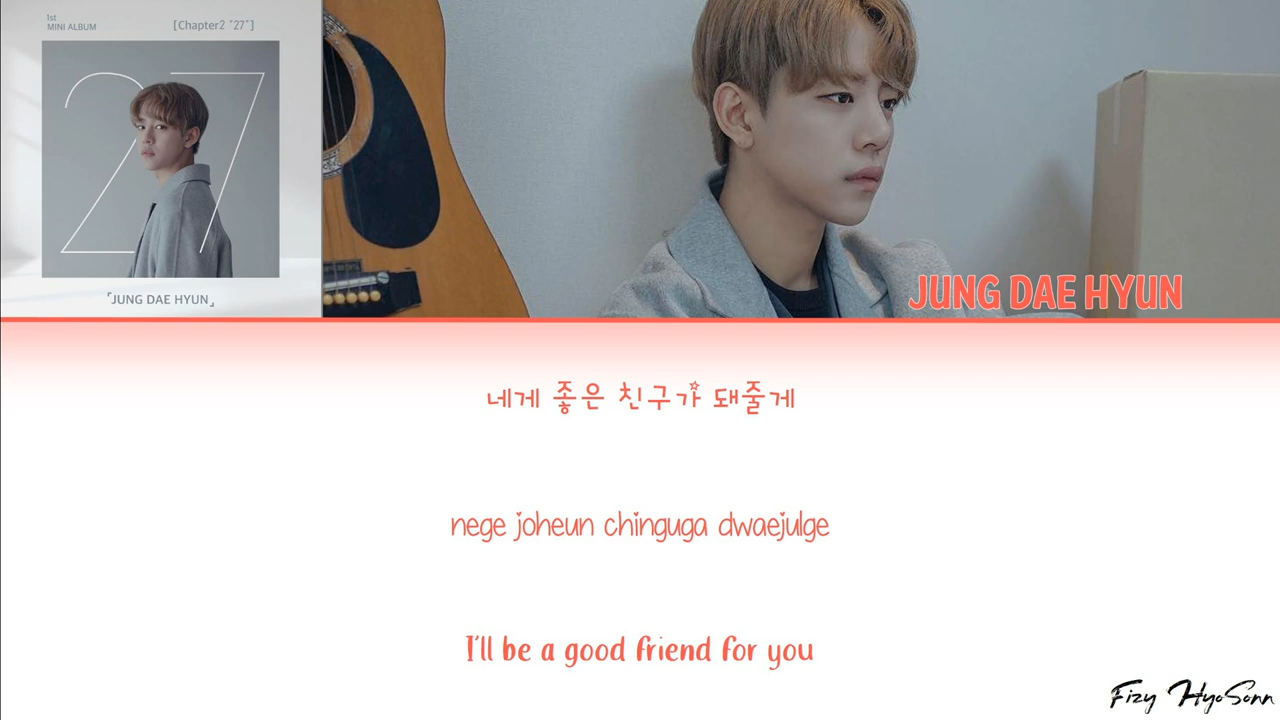 1st
MINI ALBUM
[Chapter2 "27"]
27
「JUNG DAE HYUN」
JUNG DAE HYUN
네게 좋은 친구가 돼줄게
nege joheun chinguga dwaejulge
I'll be a good friend for you
Fizy HyoSonn